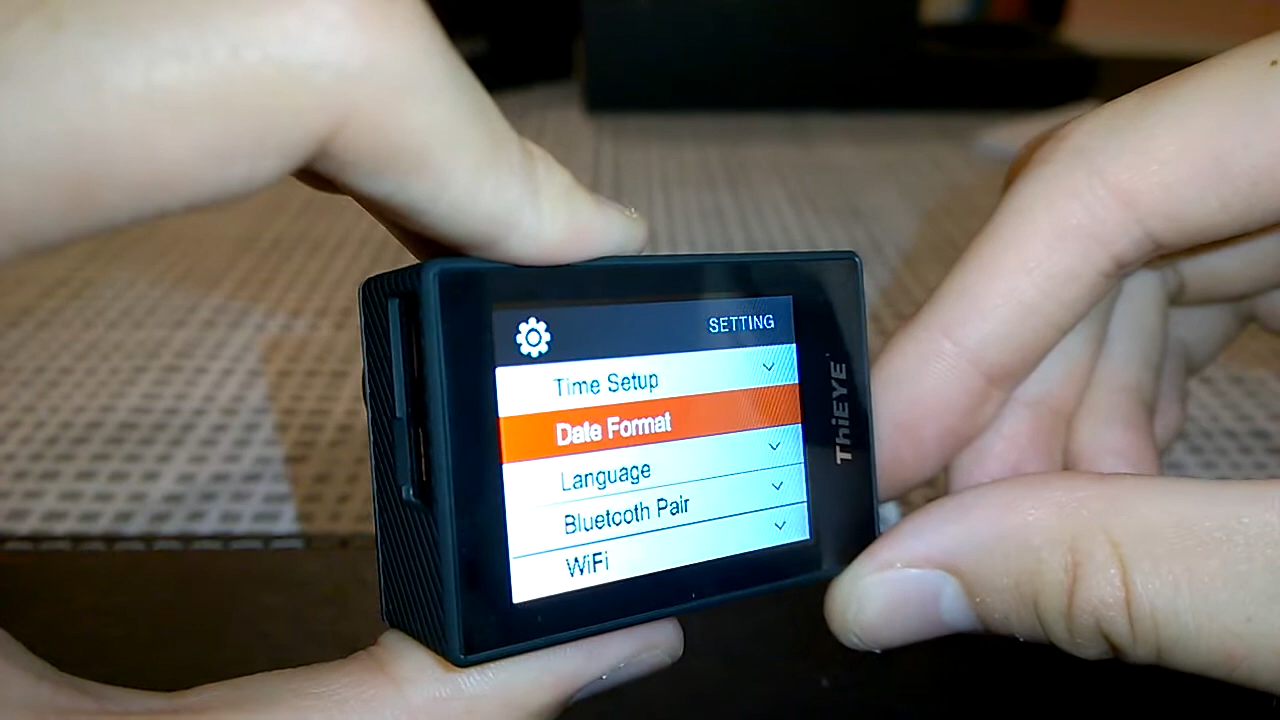 SETTING
Time Setup
Date Format
Language
Bluetooth Pair
WiFi
ThiEYE